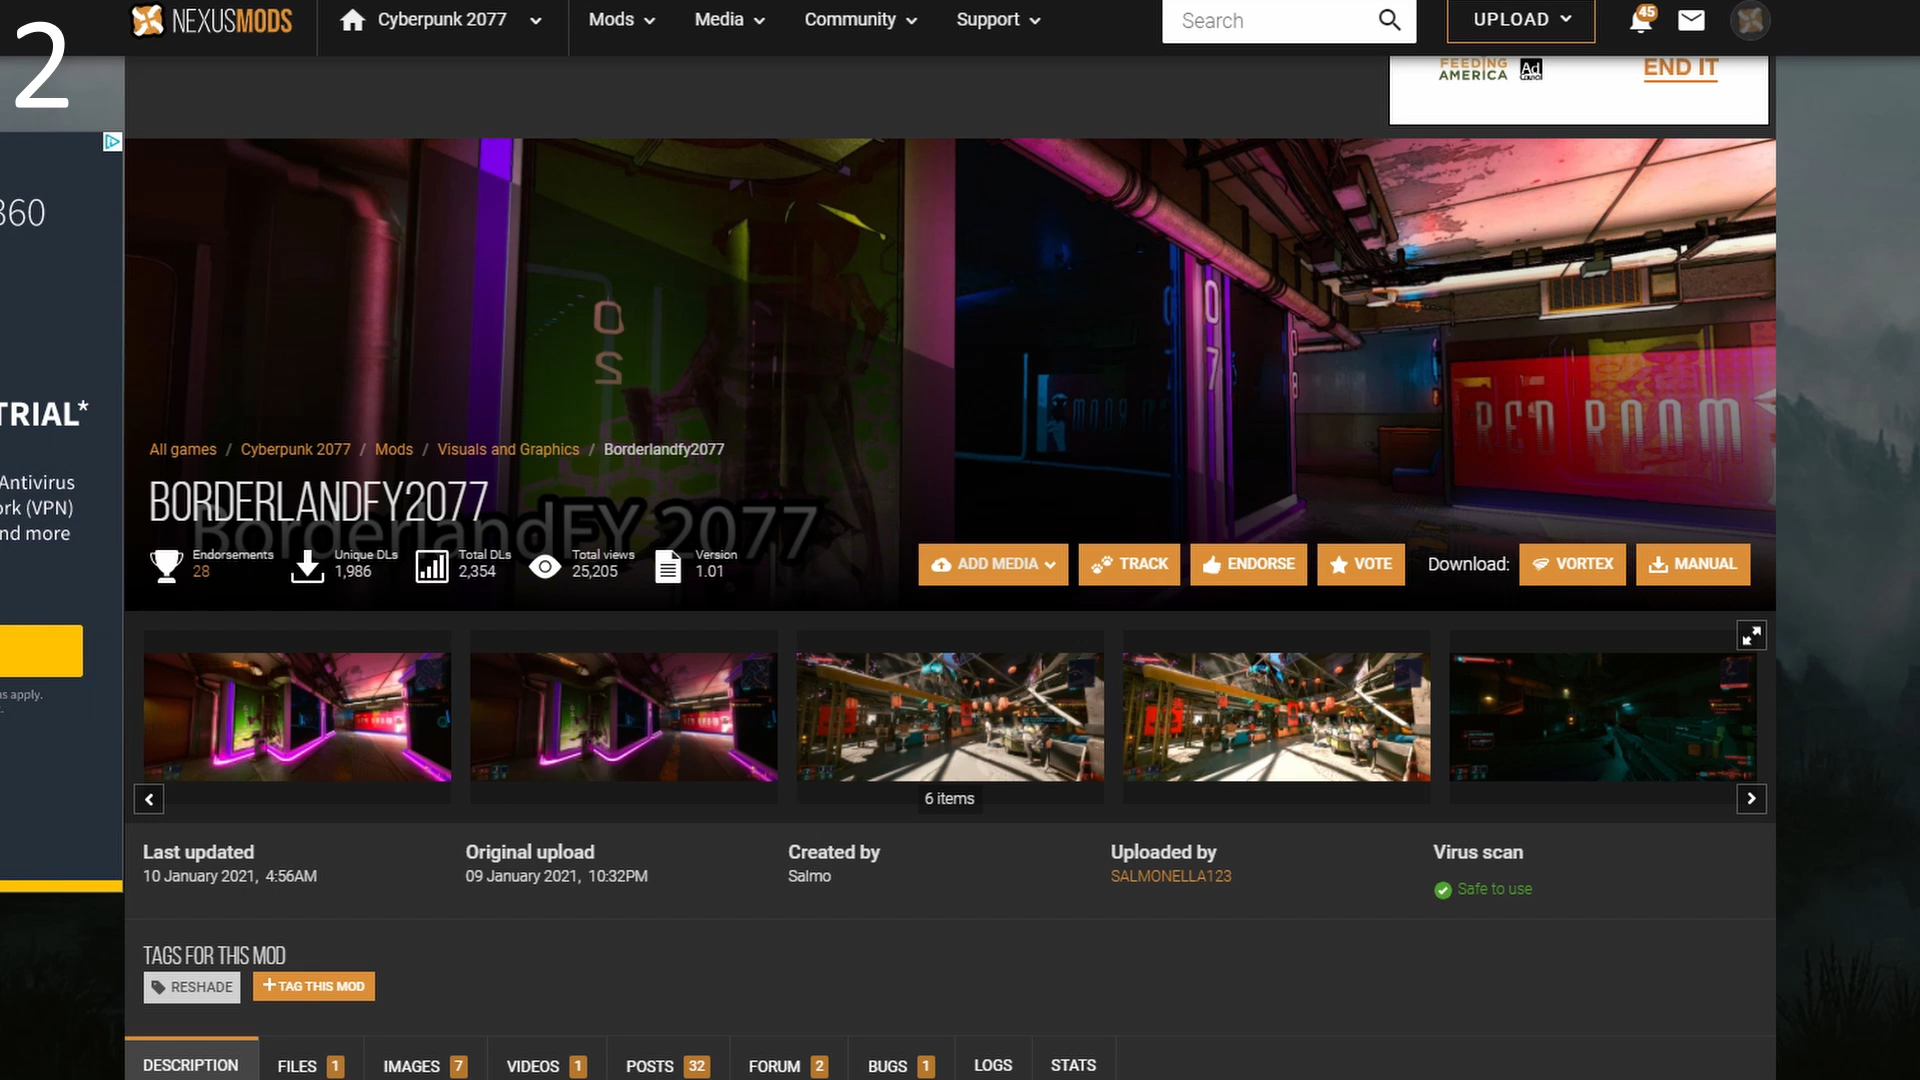 2
NEXUSMODS
Cyberpunk 2077
Mods
Media
Community
Support
Search
UPLOAD
45
FEEDING
AMERICA
Ad
END IT
360
TRIAL*
Antivirus
ork (VPN)
nd more
s apply.
02
07
08
RED ROOM
All games / Cyberpunk 2077 / Mods / Visuals and Graphics / Borderlandfy2077
BORDERLANDFY2077
BorderlandFY 2077
Endorsements
28
Unique DLs
1,986
Total DLs
2,354
Total views
25,205
Version
1.01
ADD MEDIA
TRACK
ENDORSE
VOTE
Download:
VORTEX
MANUAL
6 items
Last updated
10 January 2021, 4:56AM
Original upload
09 January 2021, 10:32PM
Created by
Salmo
Uploaded by
SALMONELLA123
Virus scan
Safe to use
TAGS FOR THIS MOD
RESHADE
+TAG THIS MOD
DESCRIPTION
FILES 1
IMAGES 7
VIDEOS 1
POSTS 32
FORUM 2
BUGS 1
LOGS
STATS